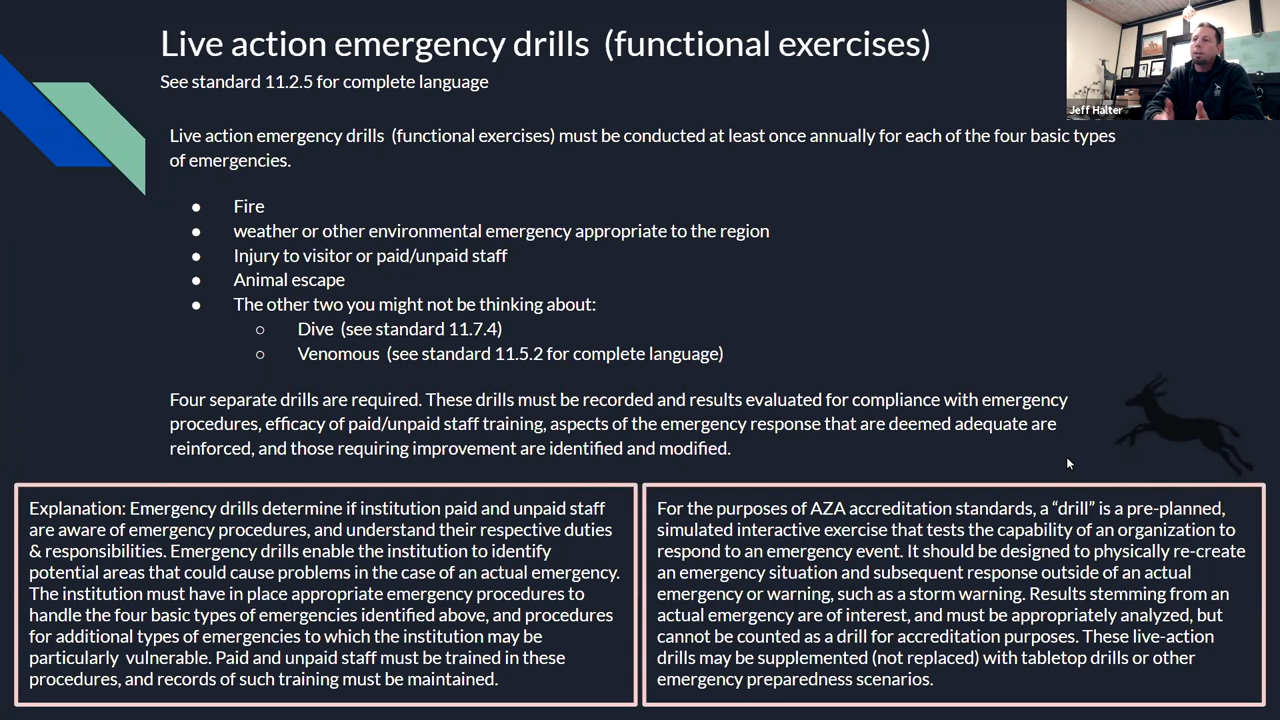 Live action emergency drills (functional exercises)
See standard 11.2.5 for complete language
Jeff Halter
Live action emergency drills (functional exercises) must be conducted at least once annually for each of the four basic types
of emergencies.
● Fire
● weather or other environmental emergency appropriate to the region
● Injury to visitor or paid/unpaid staff
● Animal escape
● The other two you might not be thinking about:
○ Dive (see standard 11.7.4)
○ Venomous (see standard 11.5.2 for complete language)
Four separate drills are required. These drills must be recorded and results evaluated for compliance with emergency
procedures, efficacy of paid/unpaid staff training, aspects of the emergency response that are deemed adequate are
reinforced, and those requiring improvement are identified and modified.
Explanation: Emergency drills determine if institution paid and unpaid staff
are aware of emergency procedures, and understand their respective duties
& responsibilities. Emergency drills enable the institution to identify
potential areas that could cause problems in the case of an actual emergency.
The institution must have in place appropriate emergency procedures to
handle the four basic types of emergencies identified above, and procedures
for additional types of emergencies to which the institution may be
particularly vulnerable. Paid and unpaid staff must be trained in these
procedures, and records of such training must be maintained.
For the purposes of AZA accreditation standards, a “drill” is a pre-planned,
simulated interactive exercise that tests the capability of an organization to
respond to an emergency event. It should be designed to physically re-create
an emergency situation and subsequent response outside of an actual
emergency or warning, such as a storm warning. Results stemming from an
actual emergency are of interest, and must be appropriately analyzed, but
cannot be counted as a drill for accreditation purposes. These live-action
drills may be supplemented (not replaced) with tabletop drills or other
emergency preparedness scenarios.